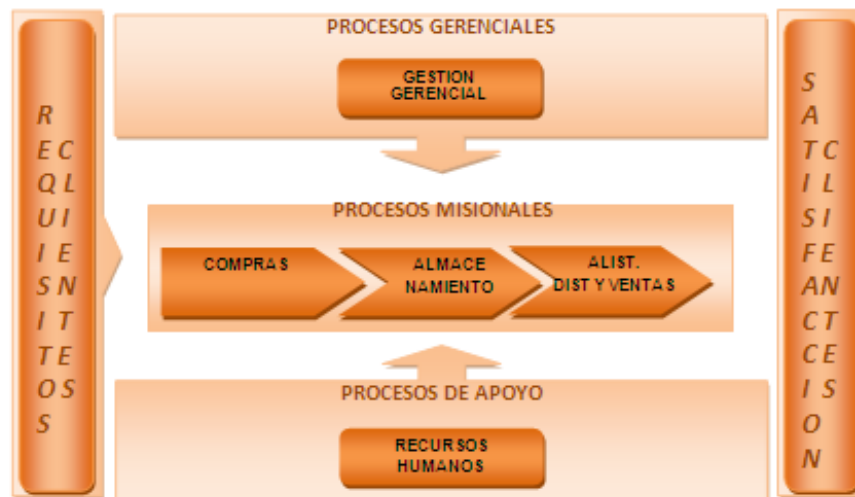 REQUISITOS
CLIENTES
PROCESOS GERENCIALES
GESTION
GERENCIAL
PROCESOS MISIONALES
COMPRAS
ALMACE
NAMIENTO
ALIST.
DIST Y VENTAS
PROCESOS DE APOYO
RECURSOS
HUMANOS
SATISFACCION
CLIENTES